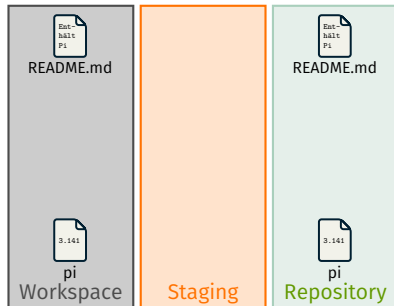 Ent-
hält
Pi
README.md
3.141
pi
Workspace
Staging
Ent-
hält
Pi
README.md
3.141
pi
Repository